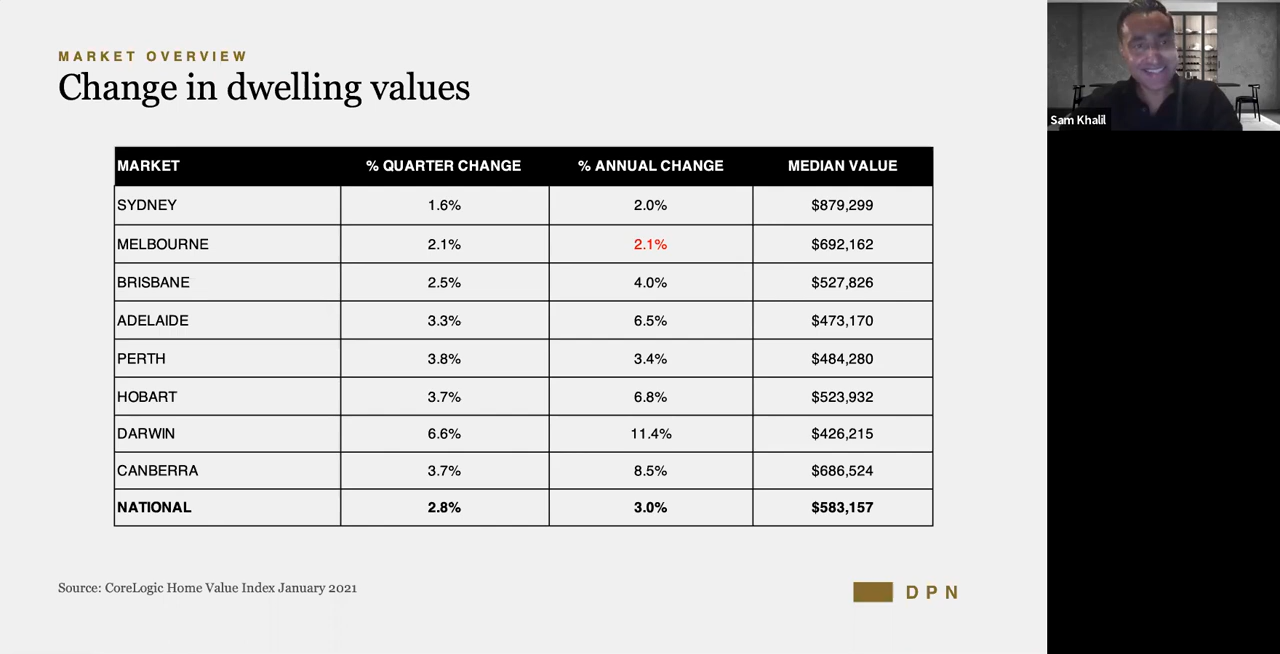 MARKET OVERVIEW
Change in dwelling values
MARKET % QUARTER CHANGE % ANNUAL CHANGE MEDIAN VALUE
SYDNEY 1.6% 2.0% $879,299
MELBOURNE 2.1% 2.1% $692,162
BRISBANE 2.5% 4.0% $527,826
ADELAIDE 3.3% 6.5% $473,170
PERTH 3.8% 3.4% $484,280
HOBART 3.7% 6.8% $523,932
DARWIN 6.6% 11.4% $426,215
CANBERRA 3.7% 8.5% $686,524
NATIONAL 2.8% 3.0% $583,157
Source: CoreLogic Home Value Index January 2021
DPN
Sam Khalil